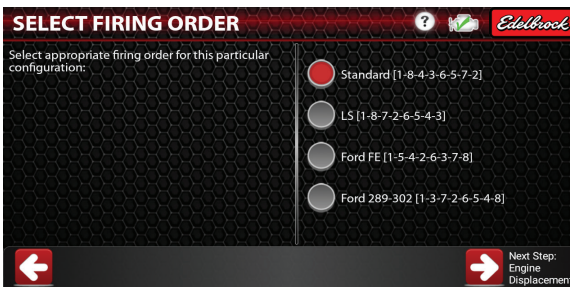 SELECT FIRING ORDER
?
Edelbrock
Select appropriate firing order for this particular
configuration:
Standard [1-8-4-3-6-5-7-2]
LS [1-8-7-2-6-5-4-3]
Ford FE [1-5-4-2-6-3-7-8]
Ford 289-302 [1-3-7-2-6-5-4-8]
Next Step:
Engine
Displacement